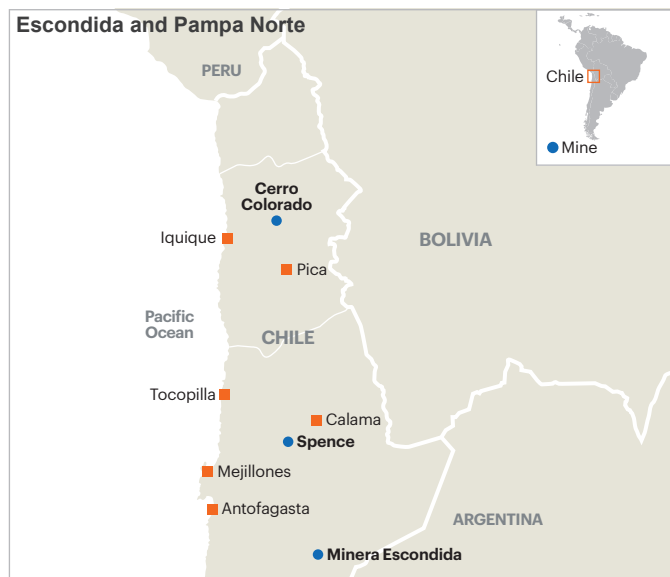 Escondida and Pampa Norte
PERU
Chile
Mine
Cerro
Colorado
Iquique
BOLIVIA
Pica
Pacific
Ocean
CHILE
Tocopilla
Calama
Spence
Mejillones
Antofagasta
ARGENTINA
Minera Escondida